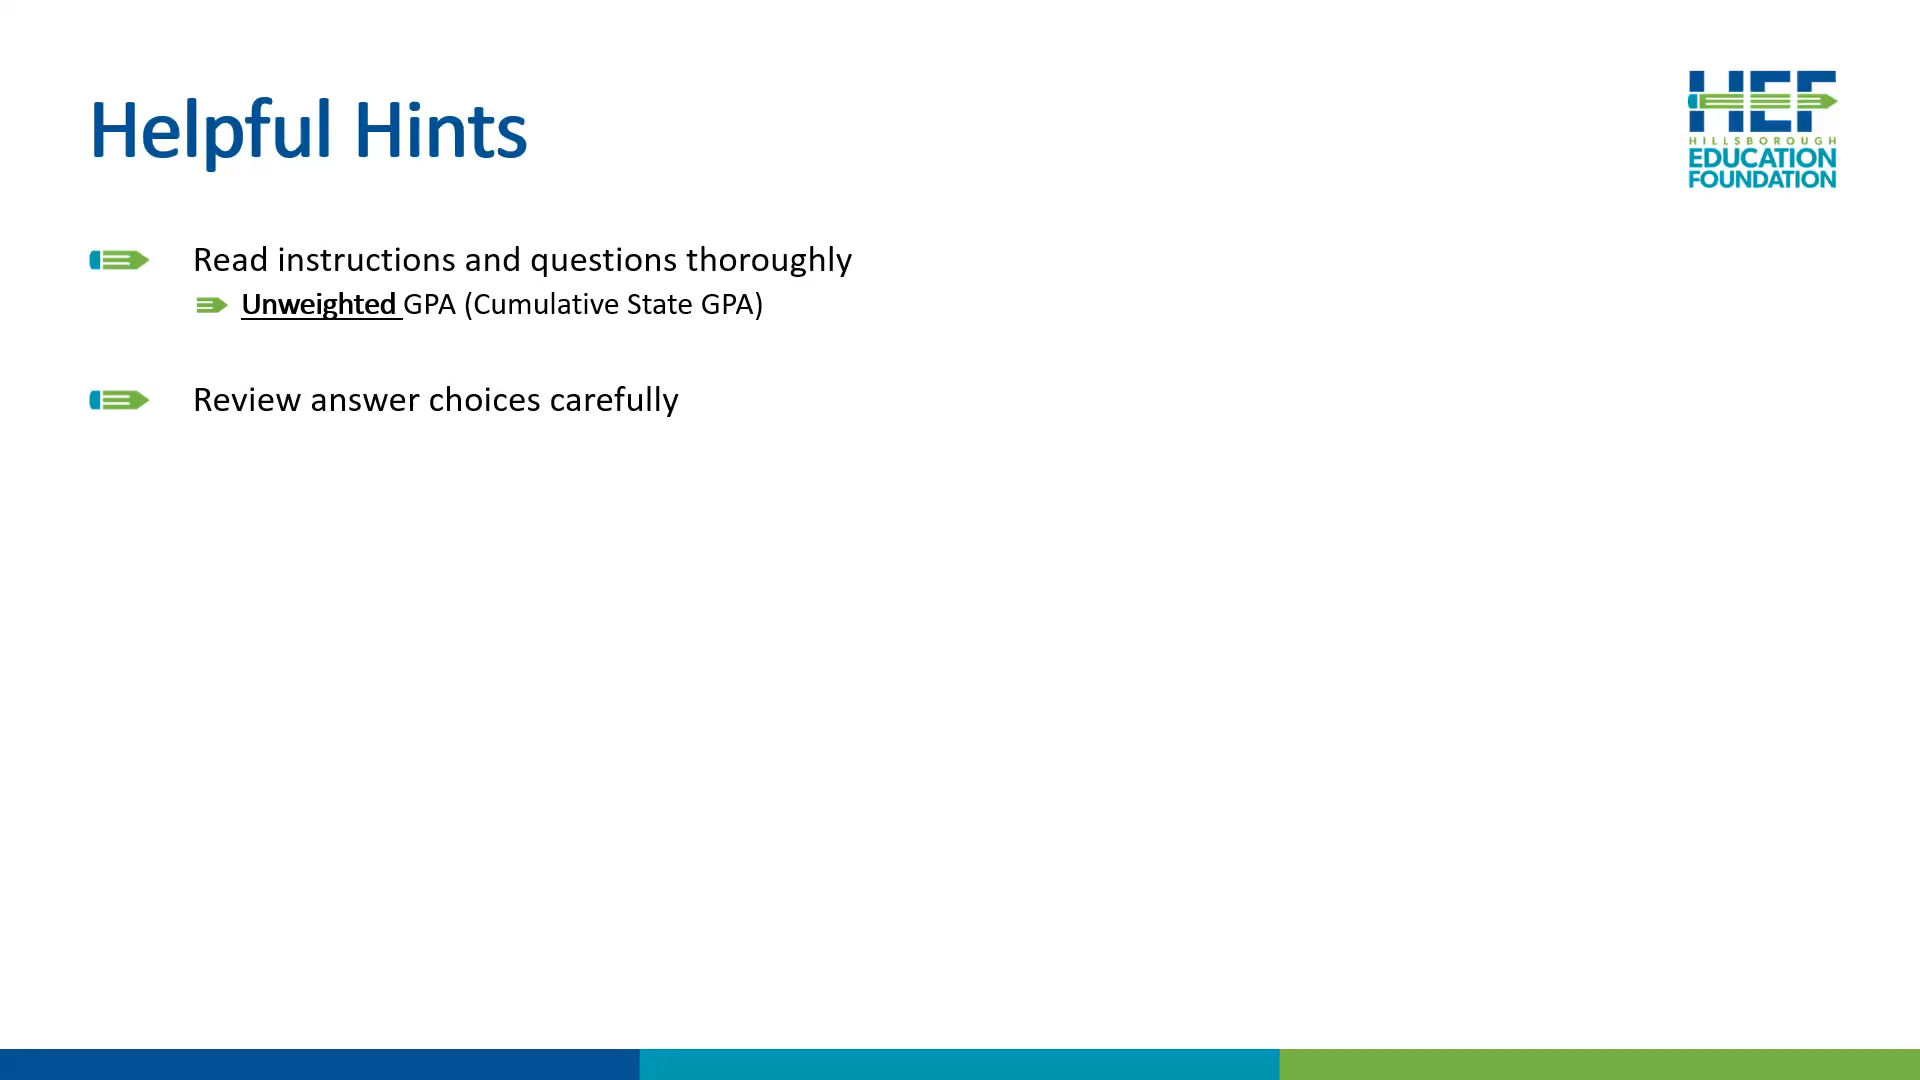 Helpful Hints
HEF
HILLSBOROUGH
EDUCATION
FOUNDATION
Read instructions and questions thoroughly
Unweighted GPA (Cumulative State GPA)
Review answer choices carefully